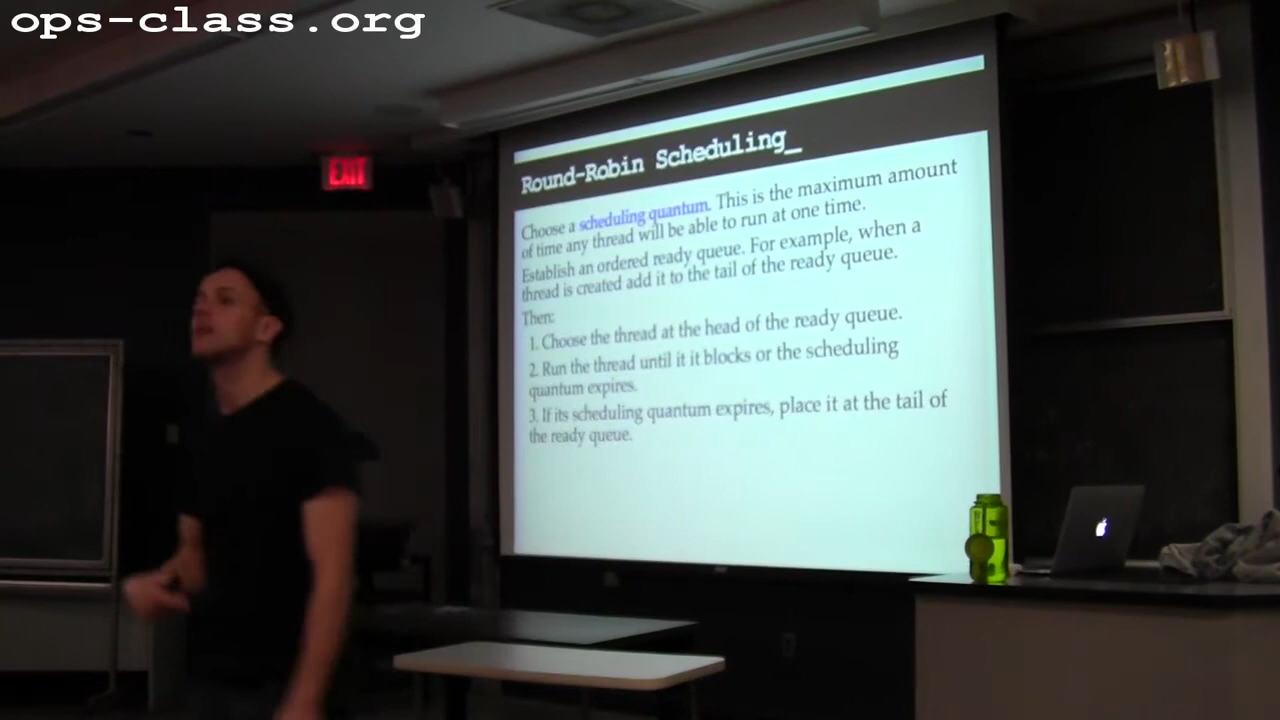 ops-class.org
EXIT
Round-Robin Scheduling_
Choose a scheduling quantum. This is the maximum amount
of time any thread will be able to run at one time.
Establish an ordered ready queue. For example, when a
thread is created add it to the tail of the ready queue.
Then:
1. Choose the thread at the head of the ready queue.
2. Run the thread until it it blocks or the scheduling
quantum expires.
3. If its scheduling quantum expires, place it at the tail of
the ready queue.